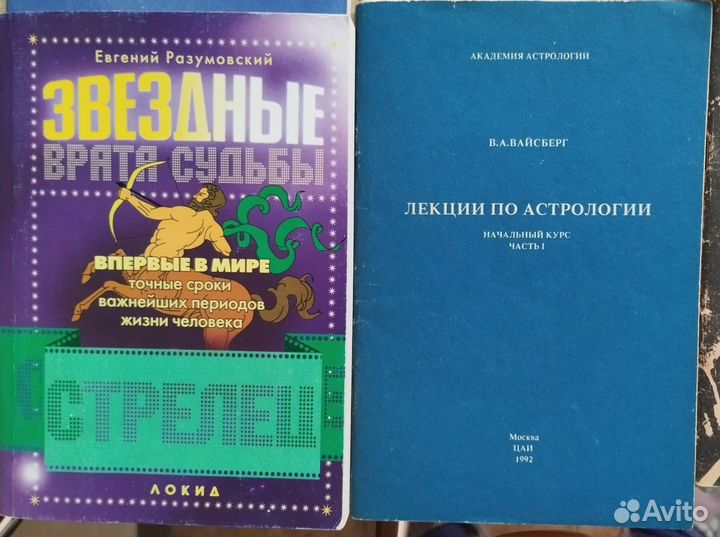 Евгений Разумовский
ЗВЕЗДНЫЕ
ВРАТА СУДЬБЫ
ВПЕРВЫЕ В МИРЕ
точные сроки
важнейших периодов
жизни человека
СТРЕЛЕЦ
ЛОКИД
АКАДЕМИЯ АСТРОЛОГИИ
В.А.ВАЙСБЕРГ
ЛЕКЦИИ ПО АСТРОЛОГИИ
НАЧАЛЬНЫЙ КУРС
ЧАСТЬ I
Москва
ЦАИ
1992
Avito